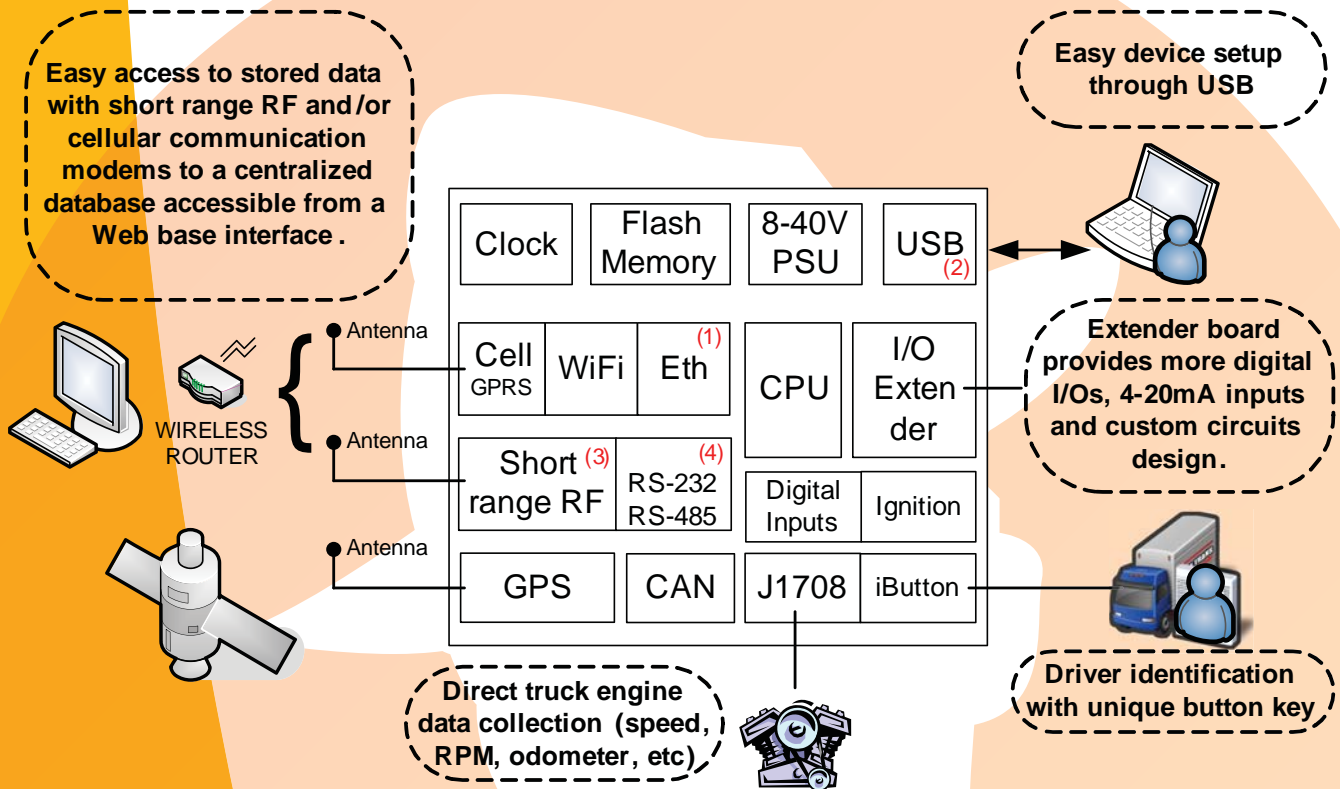 Easy access to stored data
with short range RF and/or
cellular communication
modems to a centralized
database accessible from a
Web base interface.
Easy device setup
through USB
Clock
Flash
Memory
8-40V
PSU
USB
(2)
Antenna
Cell
GPRS
WiFi
(1)
Eth
CPU
I/O
Exten
der
Extender board
provides more digital
I/Os, 4-20mA inputs
and custom circuits
design.
WIRELESS
ROUTER
Antenna
Short (3)
range RF
(4)
RS-232
RS-485
Digital
Inputs
Ignition
Antenna
GPS
CAN
J1708
iButton
Driver identification
with unique button key
Direct truck engine
data collection (speed,
RPM, odometer, etc)